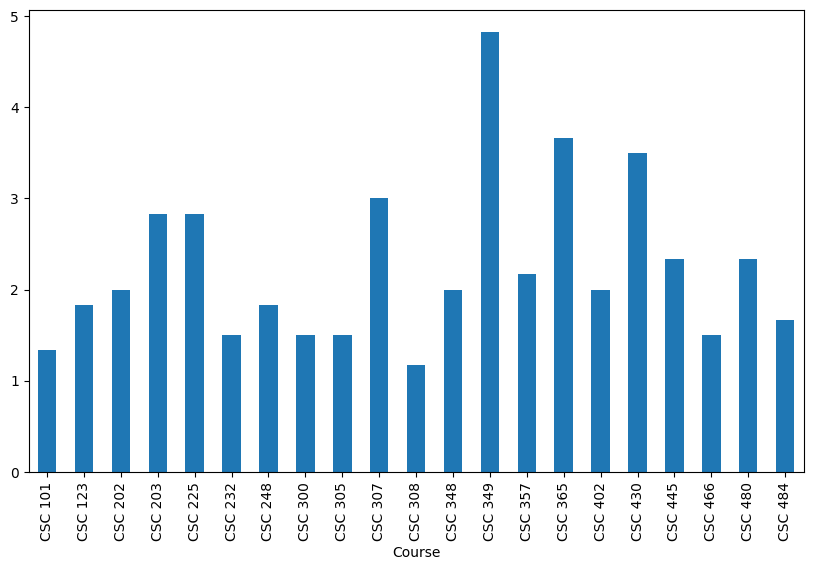 5
4
3
2
1
0
CSC 101
CSC 123
CSC 202
CSC 203
CSC 225
CSC 232
CSC 248
CSC 300
CSC 305
CSC 307
CSC 308
CSC 348
CSC 349
CSC 357
CSC 365
CSC 402
CSC 430
CSC 445
CSC 466
CSC 480
CSC 484
Course